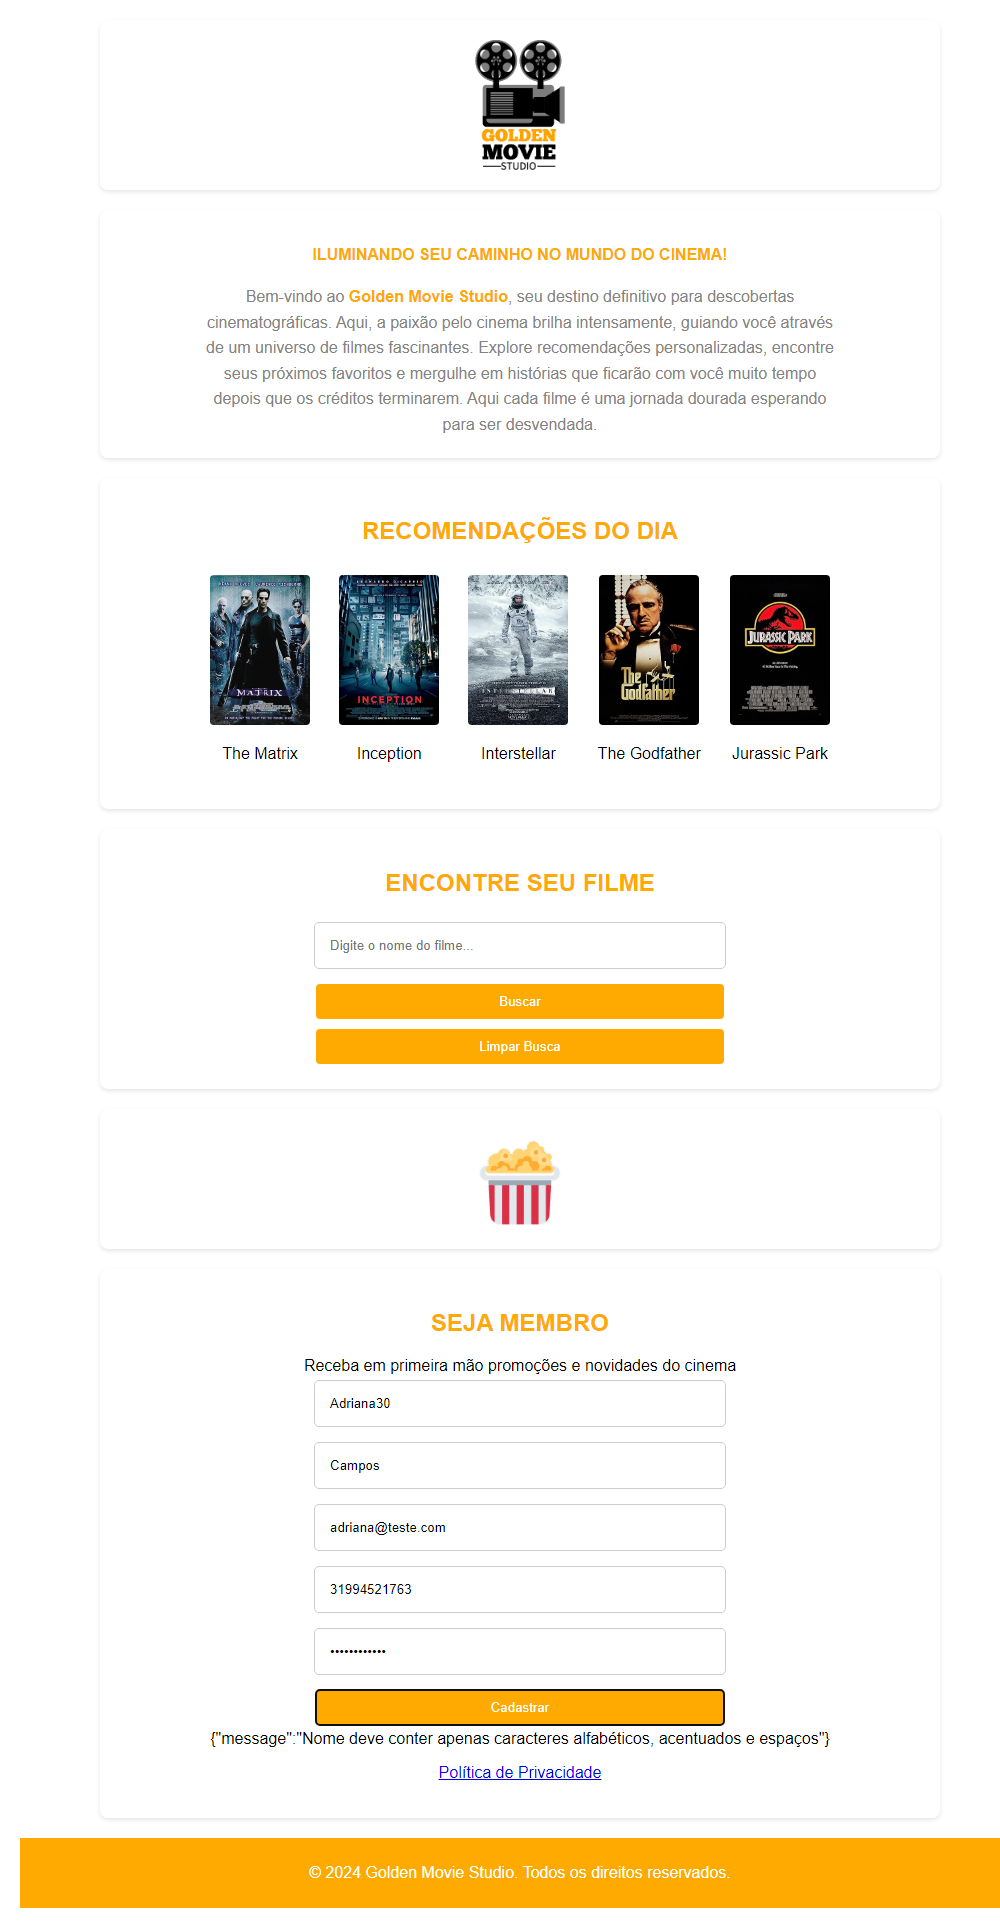 GOLDEN
MOVIE
STUDIO
ILUMINANDO SEU CAMINHO NO MUNDO DO CINEMA!
Bem-vindo ao Golden Movie Studio, seu destino definitivo para descobertas
cinematográficas. Aqui, a paixão pelo cinema brilha intensamente, guiando você através
de um universo de filmes fascinantes. Explore recomendações personalizadas, encontre
seus próximos favoritos e mergulhe em histórias que ficarão com você muito tempo
depois que os créditos terminarem. Aqui cada filme é uma jornada dourada esperando
para ser desvendada.
RECOMENDAÇÕES DO DIA
MATRIX
INCEPTION
INTERSTELLAR
The
Godfather
JURASSIC PARK
The Matrix
Inception
Interstellar
The Godfather
Jurassic Park
ENCONTRE SEU FILME
Digite o nome do filme...
Buscar
Limpar Busca
SEJA MEMBRO
Receba em primeira mão promoções e novidades do cinema
Adriana30
Campos
adriana@teste.com
31994521763
••••••••••••
Cadastrar
{"message":"Nome deve conter apenas caracteres alfabéticos, acentuados e espaços"}
Política de Privacidade
© 2024 Golden Movie Studio. Todos os direitos reservados.